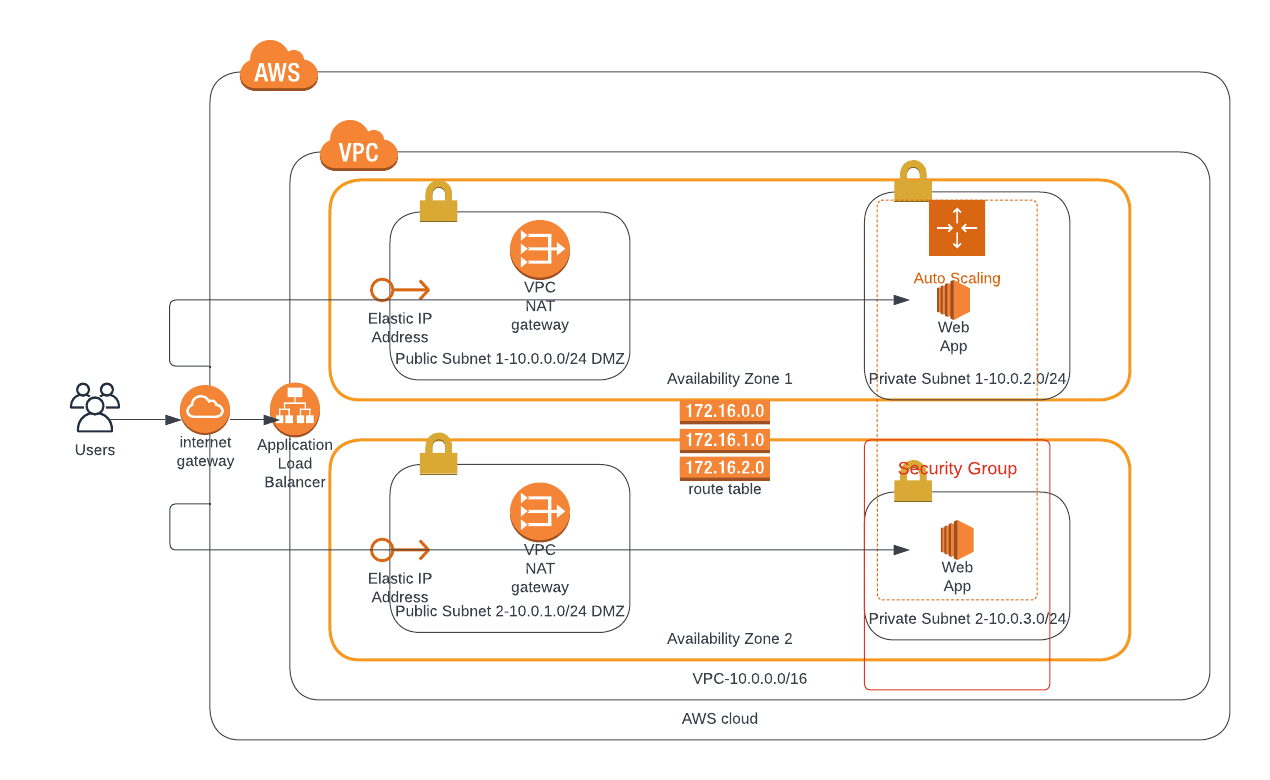 AWS
VPC
VPC
NAT
gateway
Elastic IP
Address
Public Subnet 1-10.0.0.0/24 DMZ
Auto Scaling
Web
App
Private Subnet 1-10.0.2.0/24
Availability Zone 1
Users
internet
gateway
Application
Load
Balancer
172.16.0.0
172.16.1.0
172.16.2.0
route table
VPC
NAT
gateway
Elastic IP
Address
Public Subnet 2-10.0.1.0/24 DMZ
Security Group
Web
App
Private Subnet 2-10.0.3.0/24
Availability Zone 2
VPC-10.0.0.0/16
AWS cloud